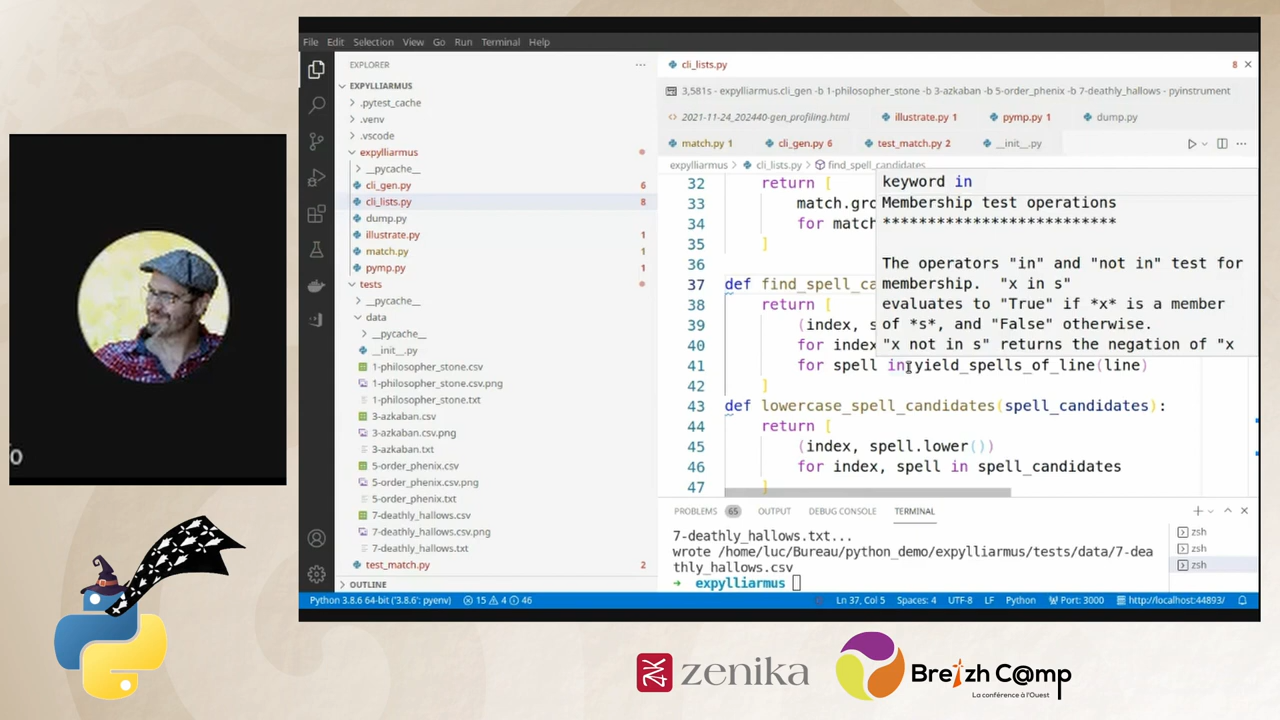 File Edit Selection View Go Run Terminal Help
EXPLORER
EXPYLLIARMUS
.pytest_cache
.venv
.vscode
expylliarmus
__pycache__
cli_gen.py 6
cli_lists.py 8
dump.py
illustrate.py 1
match.py 1
pymp.py 1
tests
__pycache__
data
__pycache__
__init__.py
1-philosopher_stone.csv
1-philosopher_stone.csv.png
1-philosopher_stone.txt
3-azkaban.csv
3-azkaban.csv.png
3-azkaban.txt
5-order_phenix.csv
5-order_phenix.csv.png
5-order_phenix.txt
7-deathly_hallows.csv
7-deathly_hallows.csv.png
7-deathly_hallows.txt
test_match.py 2
OUTLINE
cli_lists.py 8
3,581s - expylliarmus.cli_gen -b 1-philosopher_stone -b 3-azkaban -b 5-order_phenix -b 7-deathly_hallows - pyinstrument
2021-11-24_202440-gen_profiling.html illustrate.py 1 pymp.py 1 dump.py
match.py 1 cli_gen.py 6 test_match.py 2 __init__.py
expylliarmus > cli_lists.py > find_spell_candidates
32 return [
33 match.gro
34 for match
35 ]
36
37 def find_spell_ca
38 return [
39 (index, s
40 for index
41 for spell in yield_spells_of_line(line)
42 ]
43 def lowercase_spell_candidates(spell_candidates):
44 return [
45 (index, spell.lower())
46 for index, spell in spell_candidates
47 ]
keyword in
Membership test operations
**************************
The operators "in" and "not in" test for
membership. "x in s"
evaluates to "True" if *x* is a member
of *s*, and "False" otherwise.
"x not in s" returns the negation of "x
PROBLEMS 65 OUTPUT DEBUG CONSOLE TERMINAL
7-deathly_hallows.txt...
wrote /home/luc/Bureau/python_demo/expylliarmus/tests/data/7-dea
thly_hallows.csv
➜ expylliarmus
zsh
zsh
zsh
Python 3.8.6 64-bit ('3.8.6': pyenv) 15 4 46 Ln 37, Col 5 Spaces: 4 UTF-8 LF Python Port: 3000 http://localhost:44893/
zenika
Breizh C@mp
La conférence à l'Ouest